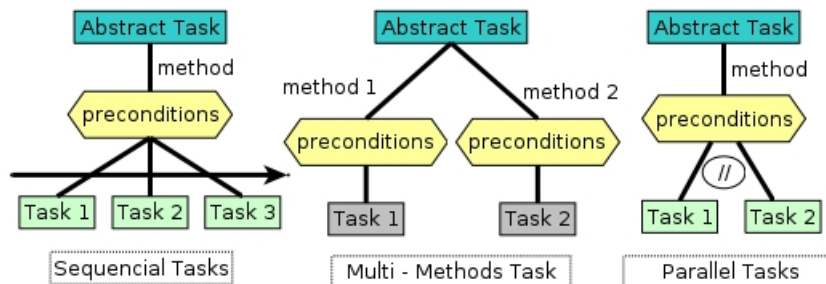 Abstract Task
method
preconditions
Task 1
Task 2
Task 3
Sequencial Tasks
Abstract Task
method 1
method 2
preconditions
preconditions
Task 1
Task 2
Multi - Methods Task
Abstract Task
method
preconditions
//
Task 1
Task 2
Parallel Tasks